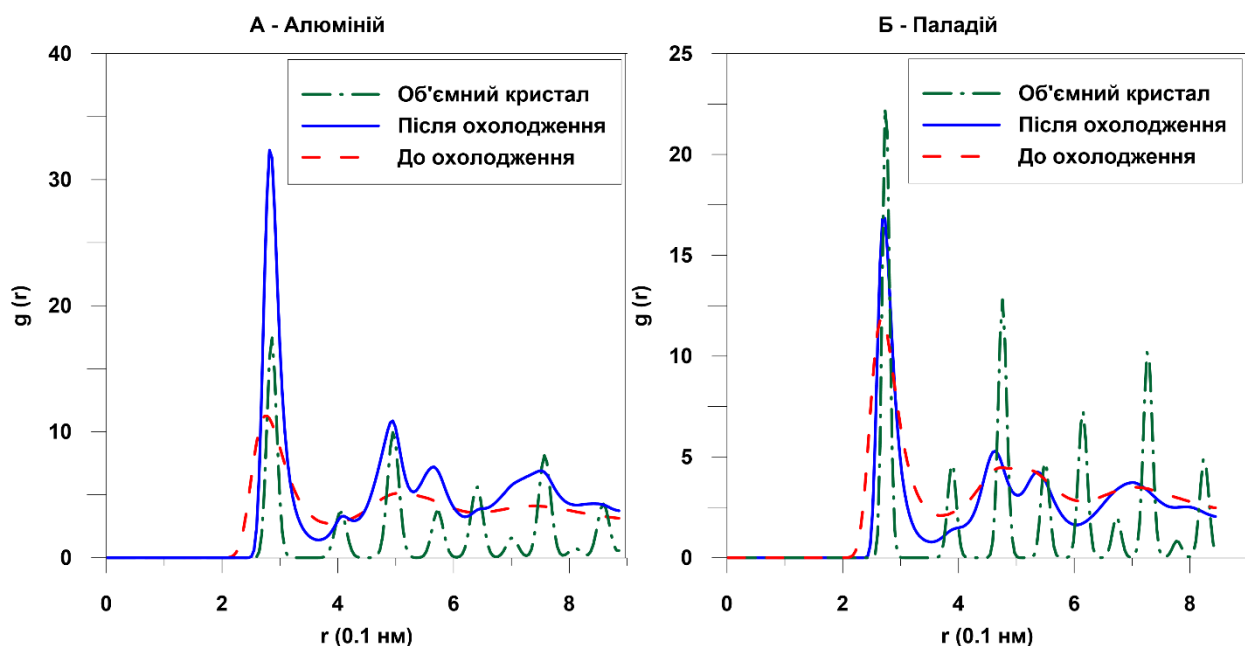 А - Алюміній
40
30
20
10
0
g (r)
Об'ємний кристал
Після охолодження
До охолодження
0 2 4 6 8
r (0.1 нм)
Б - Паладій
25
20
15
10
5
0
g (r)
Об'ємний кристал
Після охолодження
До охолодження
0 2 4 6 8
r (0.1 нм)